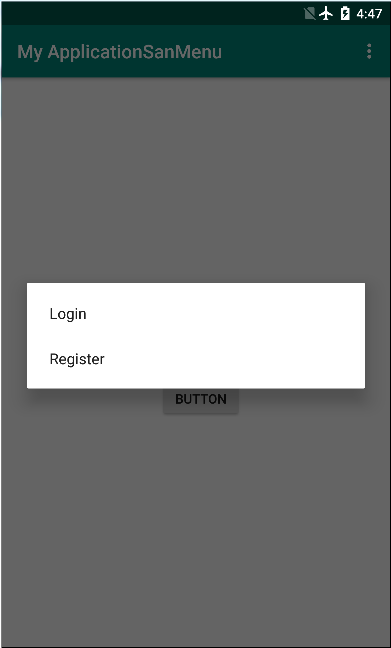 4:47
My ApplicationSanMenu
Login
Register
BUTTON